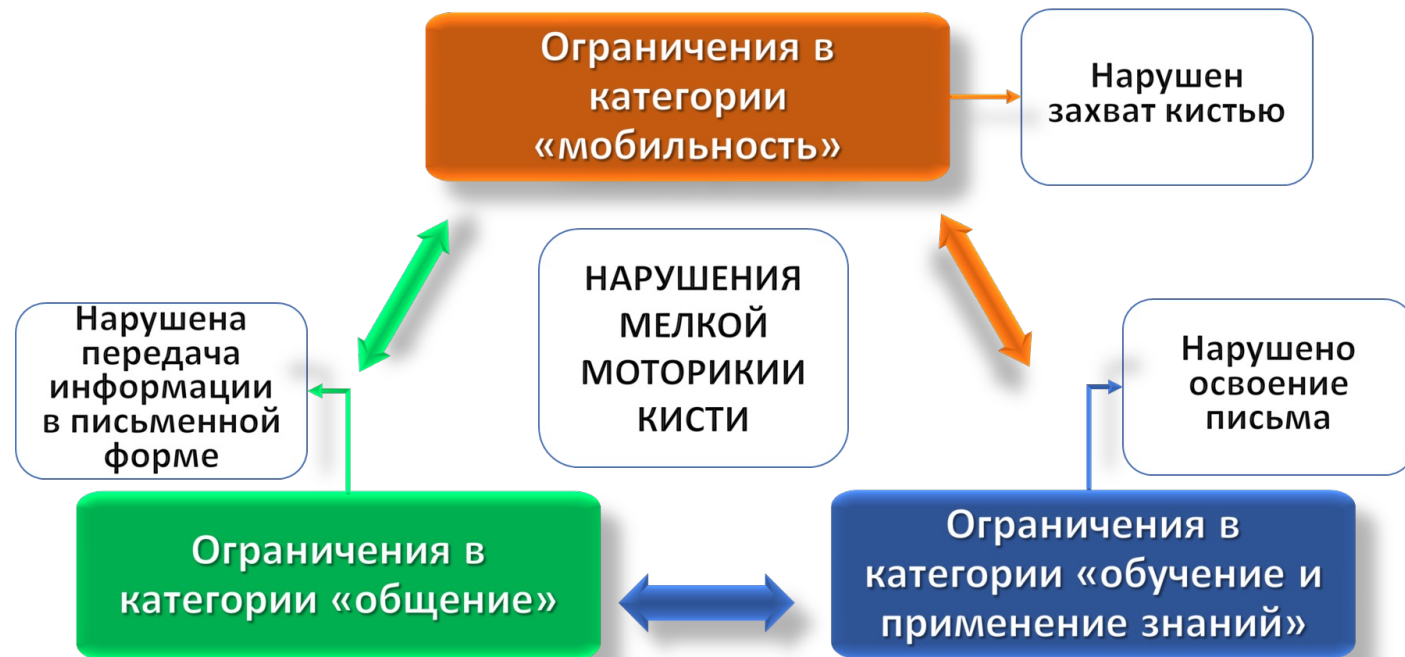 Ограничения в
категории
«мобильность»
Нарушен
захват кистью
НАРУШЕНИЯ
МЕЛКОЙ
МОТОРИКИИ
КИСТИ
Нарушена
передача
информации
в письменной
форме
Нарушено
освоение
письма
Ограничения в
категории «общение»
Ограничения в
категории «обучение и
применение знаний»